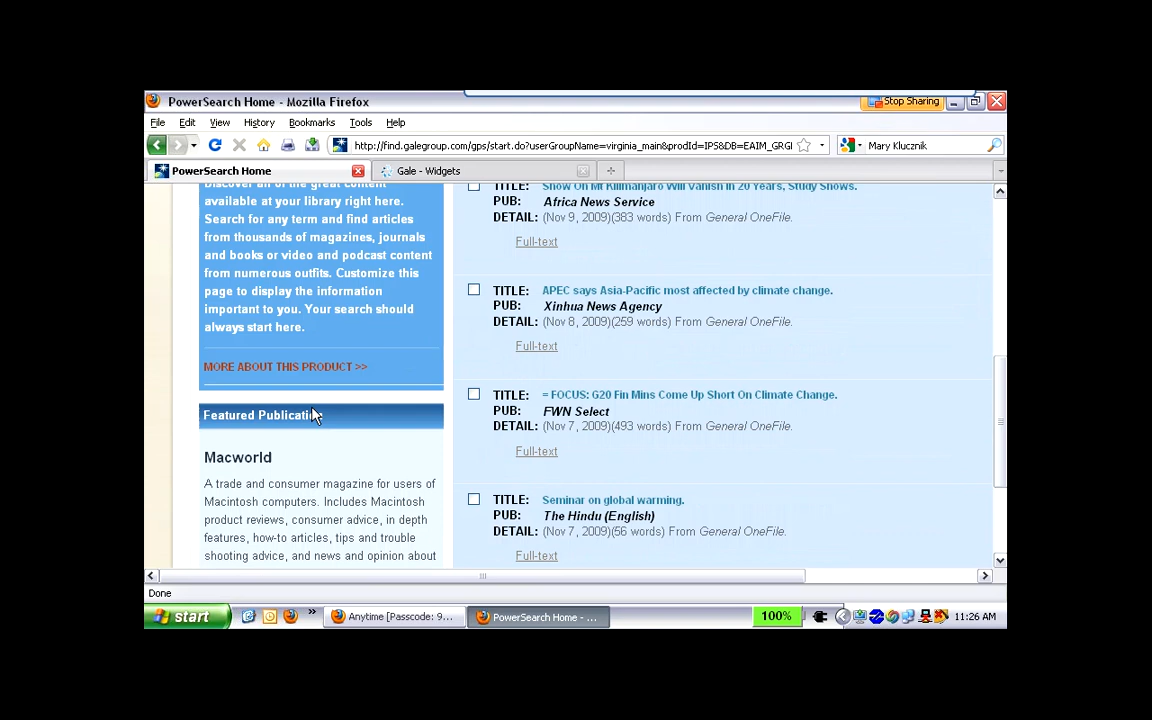 PowerSearch Home - Mozilla Firefox
Stop Sharing
File Edit View History Bookmarks Tools Help
http://find.galegroup.com/gps/start.do?userGroupName=virginia_main&prodId=IPS&DB=EAIM_GRGI
Mary Klucznik
PowerSearch Home
Gale - Widgets
Discover all of the great content
available at your library right here.
Search for any term and find articles
from thousands of magazines, journals
and books or video and podcast content
from numerous outfits. Customize this
page to display the information
important to you. Your search should
always start here.
MORE ABOUT THIS PRODUCT >>
Featured Publication:
Macworld
A trade and consumer magazine for users of
Macintosh computers. Includes Macintosh
product reviews, consumer advice, in depth
features, how-to articles, tips and trouble
shooting advice, and news and opinion about
TITLE: Snow On Mt Kilimanjaro Will Vanish in 20 Years, Study Shows.
PUB: Africa News Service
DETAIL: (Nov 9, 2009)(383 words) From General OneFile.
Full-text
TITLE: APEC says Asia-Pacific most affected by climate change.
PUB: Xinhua News Agency
DETAIL: (Nov 8, 2009)(259 words) From General OneFile.
Full-text
TITLE: = FOCUS: G20 Fin Mins Come Up Short On Climate Change.
PUB: FWN Select
DETAIL: (Nov 7, 2009)(493 words) From General OneFile.
Full-text
TITLE: Seminar on global warming.
PUB: The Hindu (English)
DETAIL: (Nov 7, 2009)(56 words) From General OneFile.
Full-text
Done
start
Anytime [Passcode: 9...
PowerSearch Home - ...
100%
11:26 AM